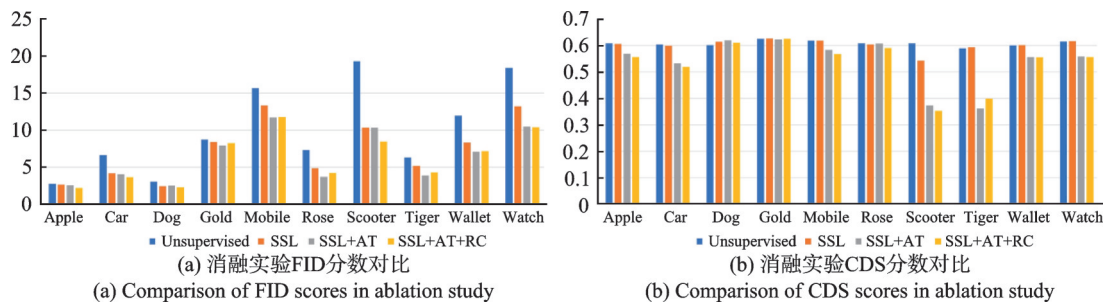 25
20
15
10
5
0
Apple Car Dog Gold Mobile Rose Scooter Tiger Wallet Watch
Unsupervised SSL SSL+AT SSL+AT+RC
(a) 消融实验FID分数对比
(a) Comparison of FID scores in ablation study
0.7
0.6
0.5
0.4
0.3
0.2
0.1
0
Apple Car Dog Gold Mobile Rose Scooter Tiger Wallet Watch
Unsupervised SSL SSL+AT SSL+AT+RC
(b) 消融实验CDS分数对比
(b) Comparison of CDS scores in ablation study